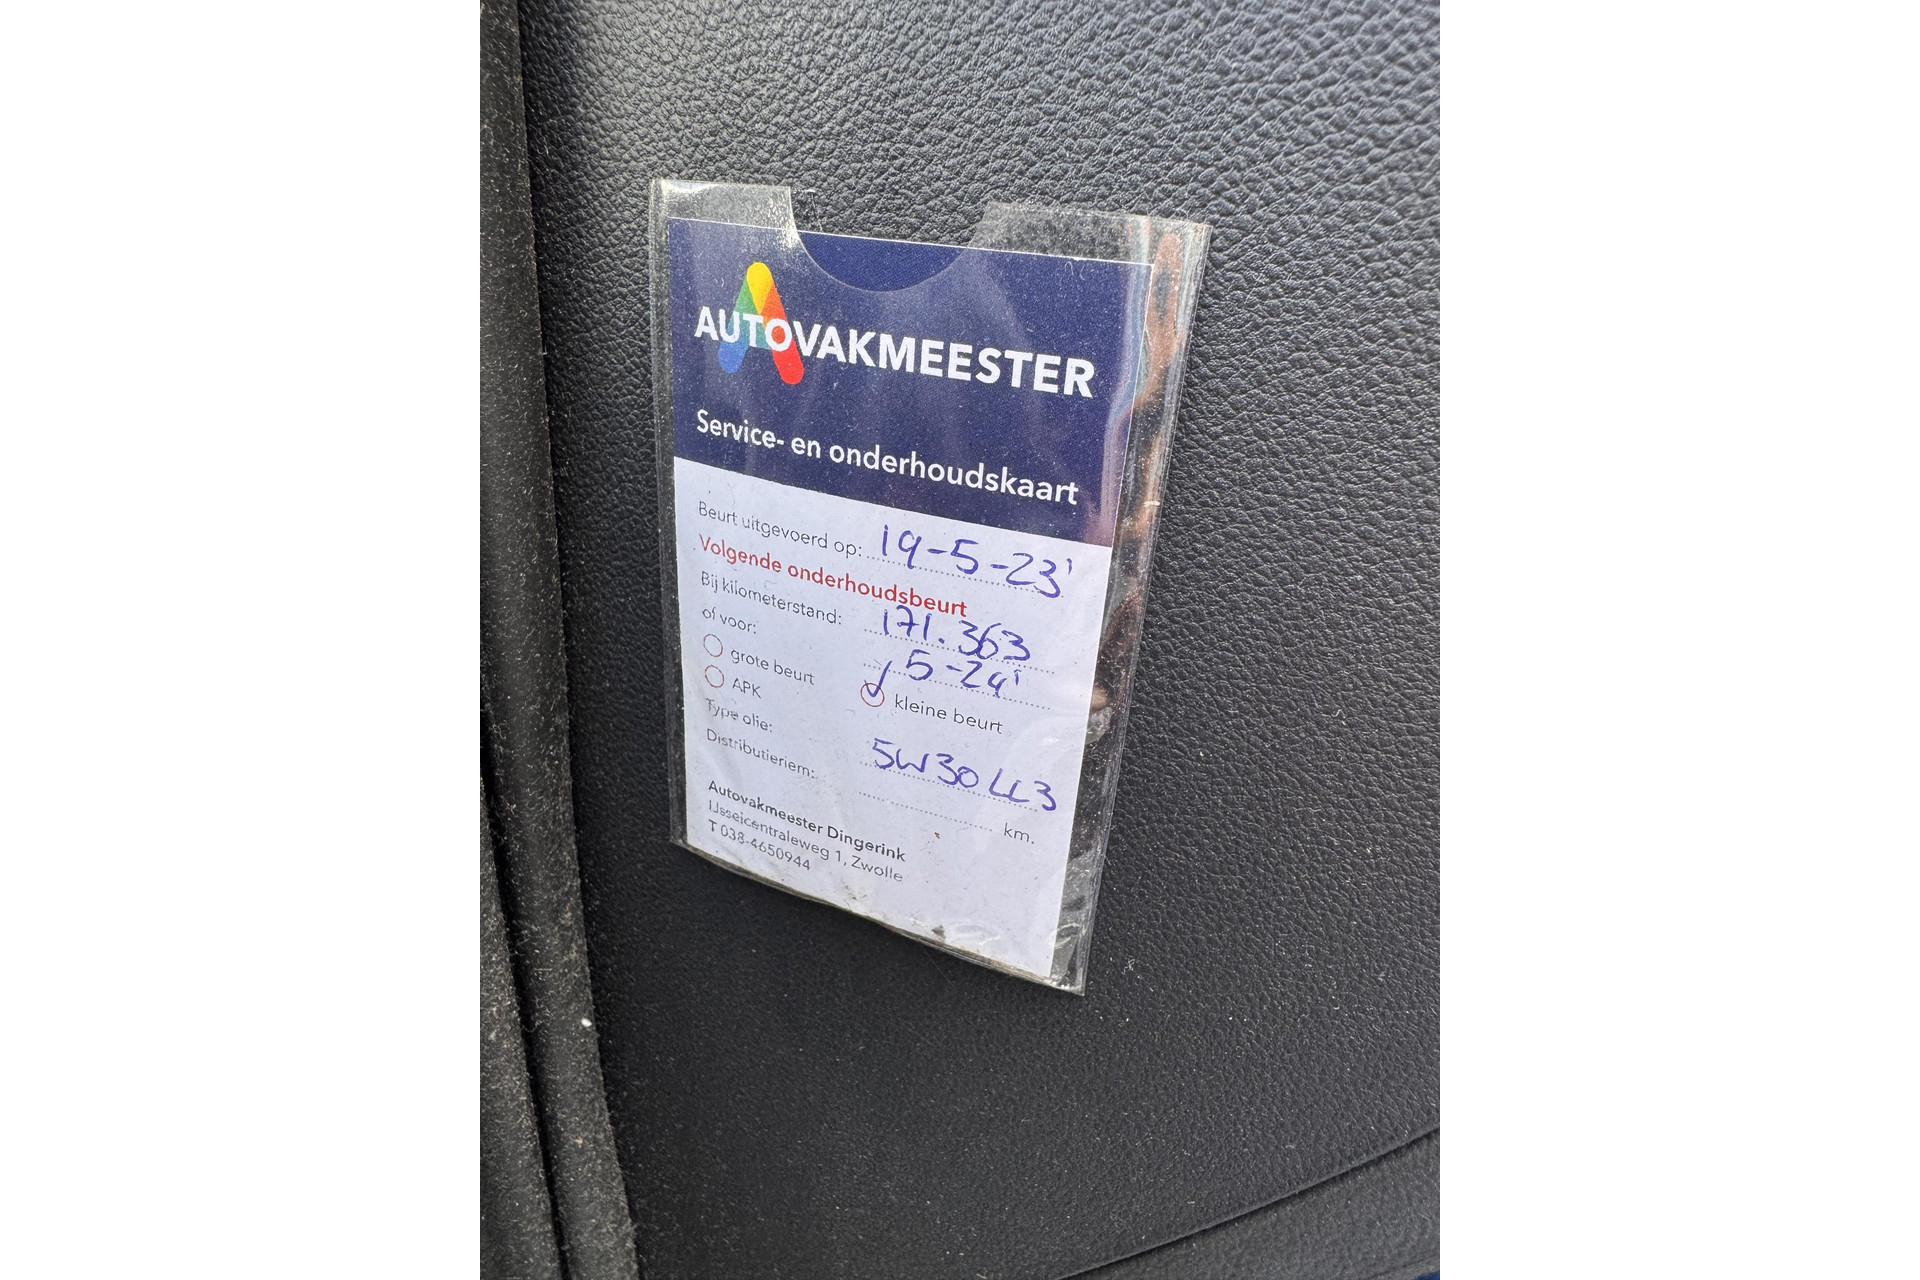 AUTOVAKMEESTER
Service- en onderhoudskaart
Beurt uitgevoerd op: 19-5-23'
Volgende onderhoudsbeurt
Bij kilometerstand: 171.363
of voor: 5-24'
grote beurt kleine beurt
APK
Type olie: 5W30 LL3
Distributieriem: km.
Autovakmeester Dingerink
IJsselcentraleweg 1, Zwolle
T 038-4650944